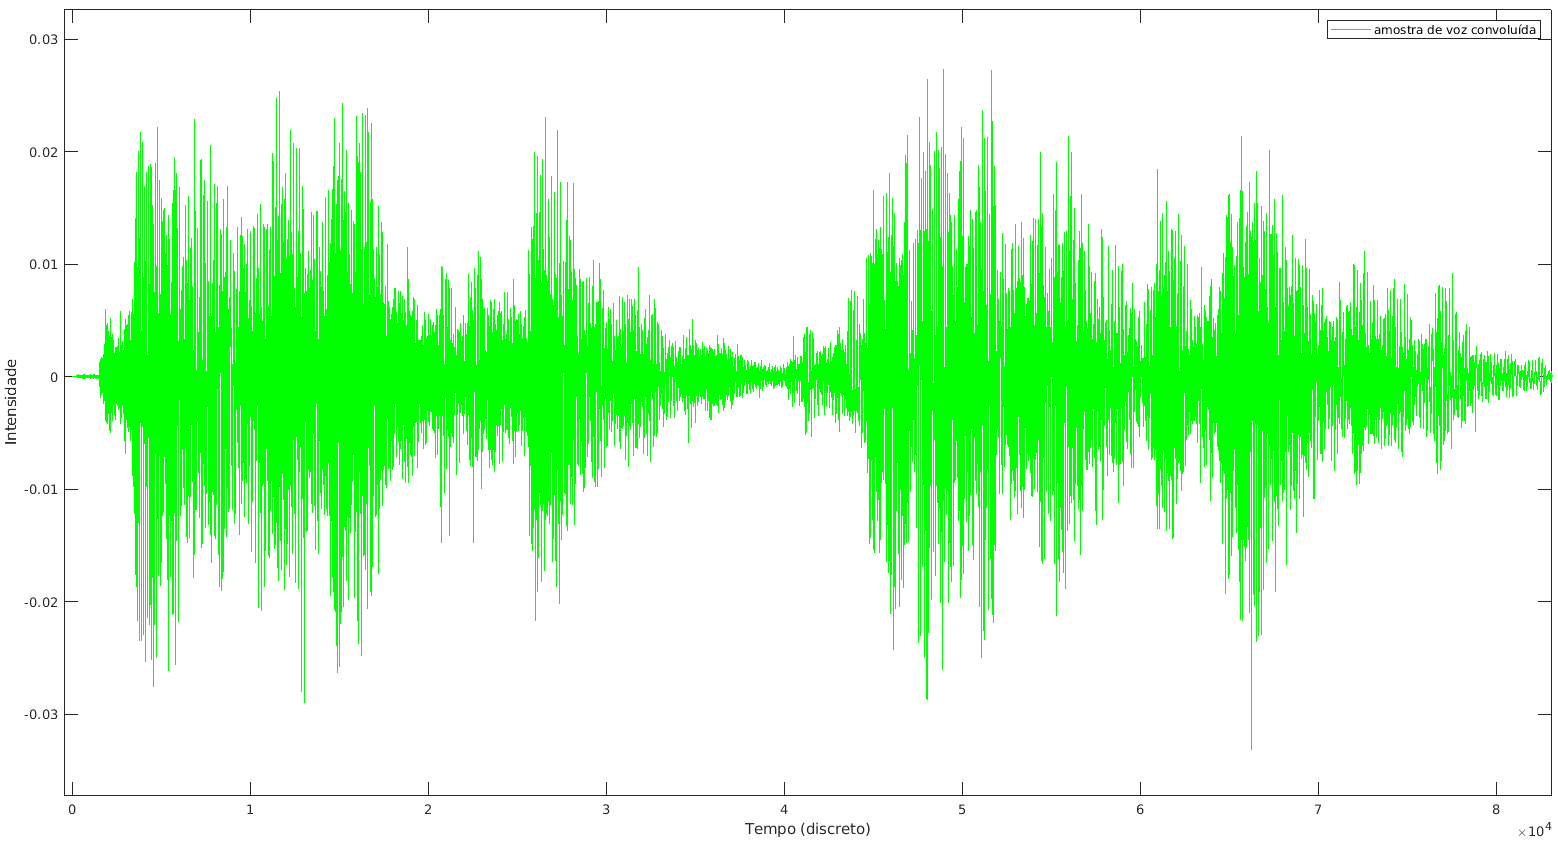 amostra de voz convoluída
0.03
0.02
0.01
0
-0.01
-0.02
-0.03
Intensidade
0 1 2 3 4 5 6 7 8
Tempo (discreto)
×10⁴